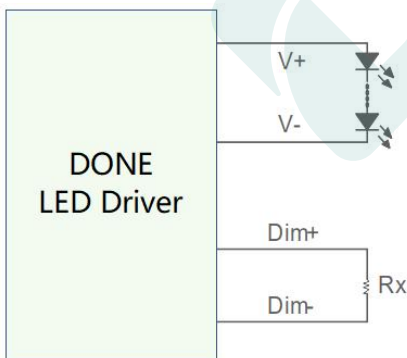 V+
V-
DONE
LED Driver
Dim+
Rx
Dim-